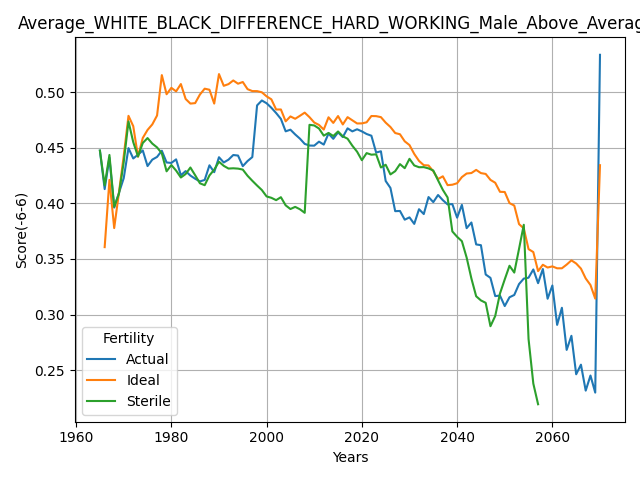 Average_WHITE_BLACK_DIFFERENCE_HARD_WORKING_Male_Above_Averag
0.50
0.45
0.40
0.35
0.30
0.25
Score(-6-6)
Fertility
Actual
Ideal
Sterile
1960
1980
2000
2020
2040
2060
Years